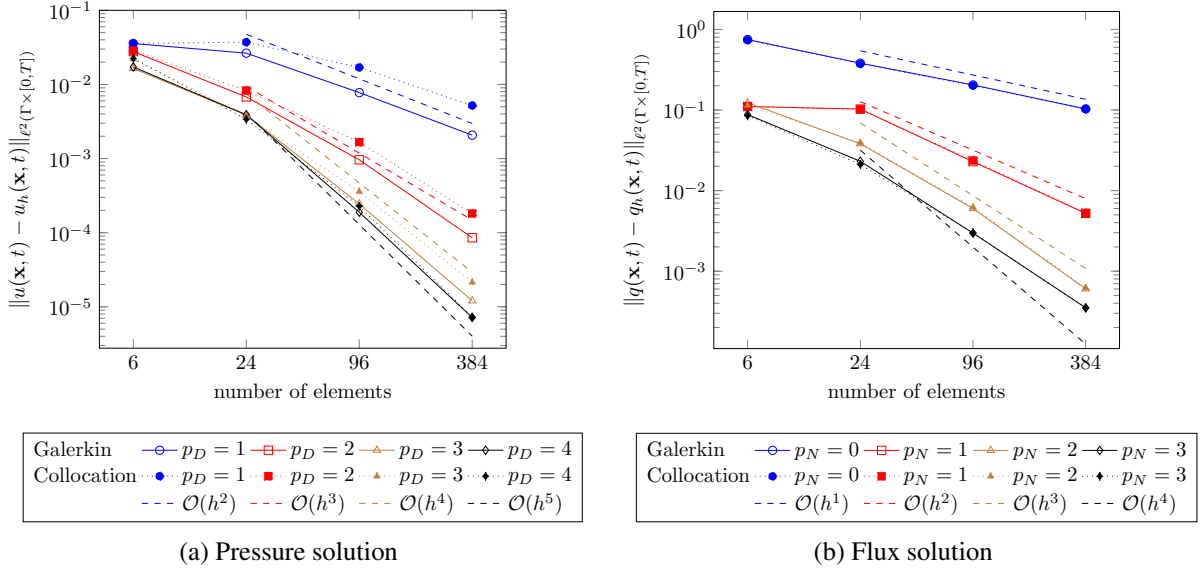 10^{-1}
10^{-2}
10^{-3}
10^{-4}
10^{-5}
||u(x, t) − u_h(x, t)||_{ℓ^2(Γ×[0,T])}
6 24 96 384
number of elements
Galerkin p_D = 1 p_D = 2 p_D = 3 p_D = 4
Collocation p_D = 1 p_D = 2 p_D = 3 p_D = 4
O(h^2) O(h^3) O(h^4) O(h^5)
(a) Pressure solution
10^0
10^{-1}
10^{-2}
10^{-3}
||q(x, t) − q_h(x, t)||_{ℓ^2(Γ×[0,T])}
6 24 96 384
number of elements
Galerkin p_N = 0 p_N = 1 p_N = 2 p_N = 3
Collocation p_N = 0 p_N = 1 p_N = 2 p_N = 3
O(h^1) O(h^2) O(h^3) O(h^4)
(b) Flux solution